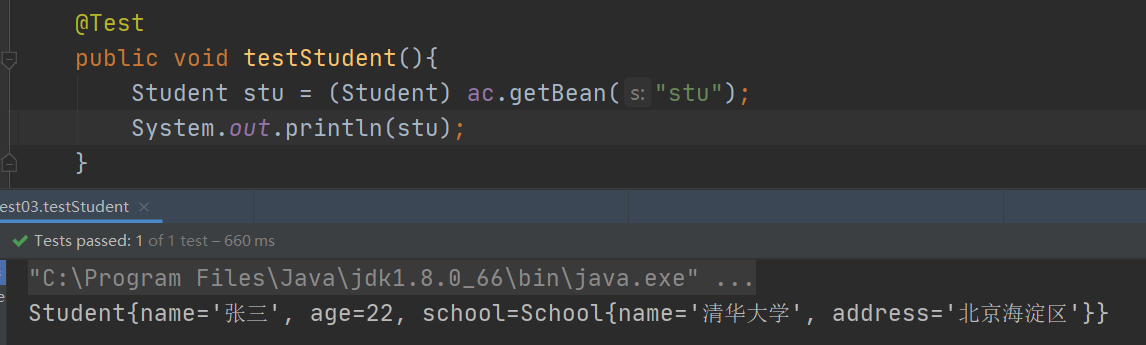 @Test
public void testStudent(){
Student stu = (Student) ac.getBean( s: "stu");
System.out.println(stu);
}
est03.testStudent ×
Tests passed: 1 of 1 test – 660 ms
"C:\Program Files\Java\jdk1.8.0_66\bin\java.exe" ...
Student{name='张三', age=22, school=School{name='清华大学', address='北京海淀区'}}